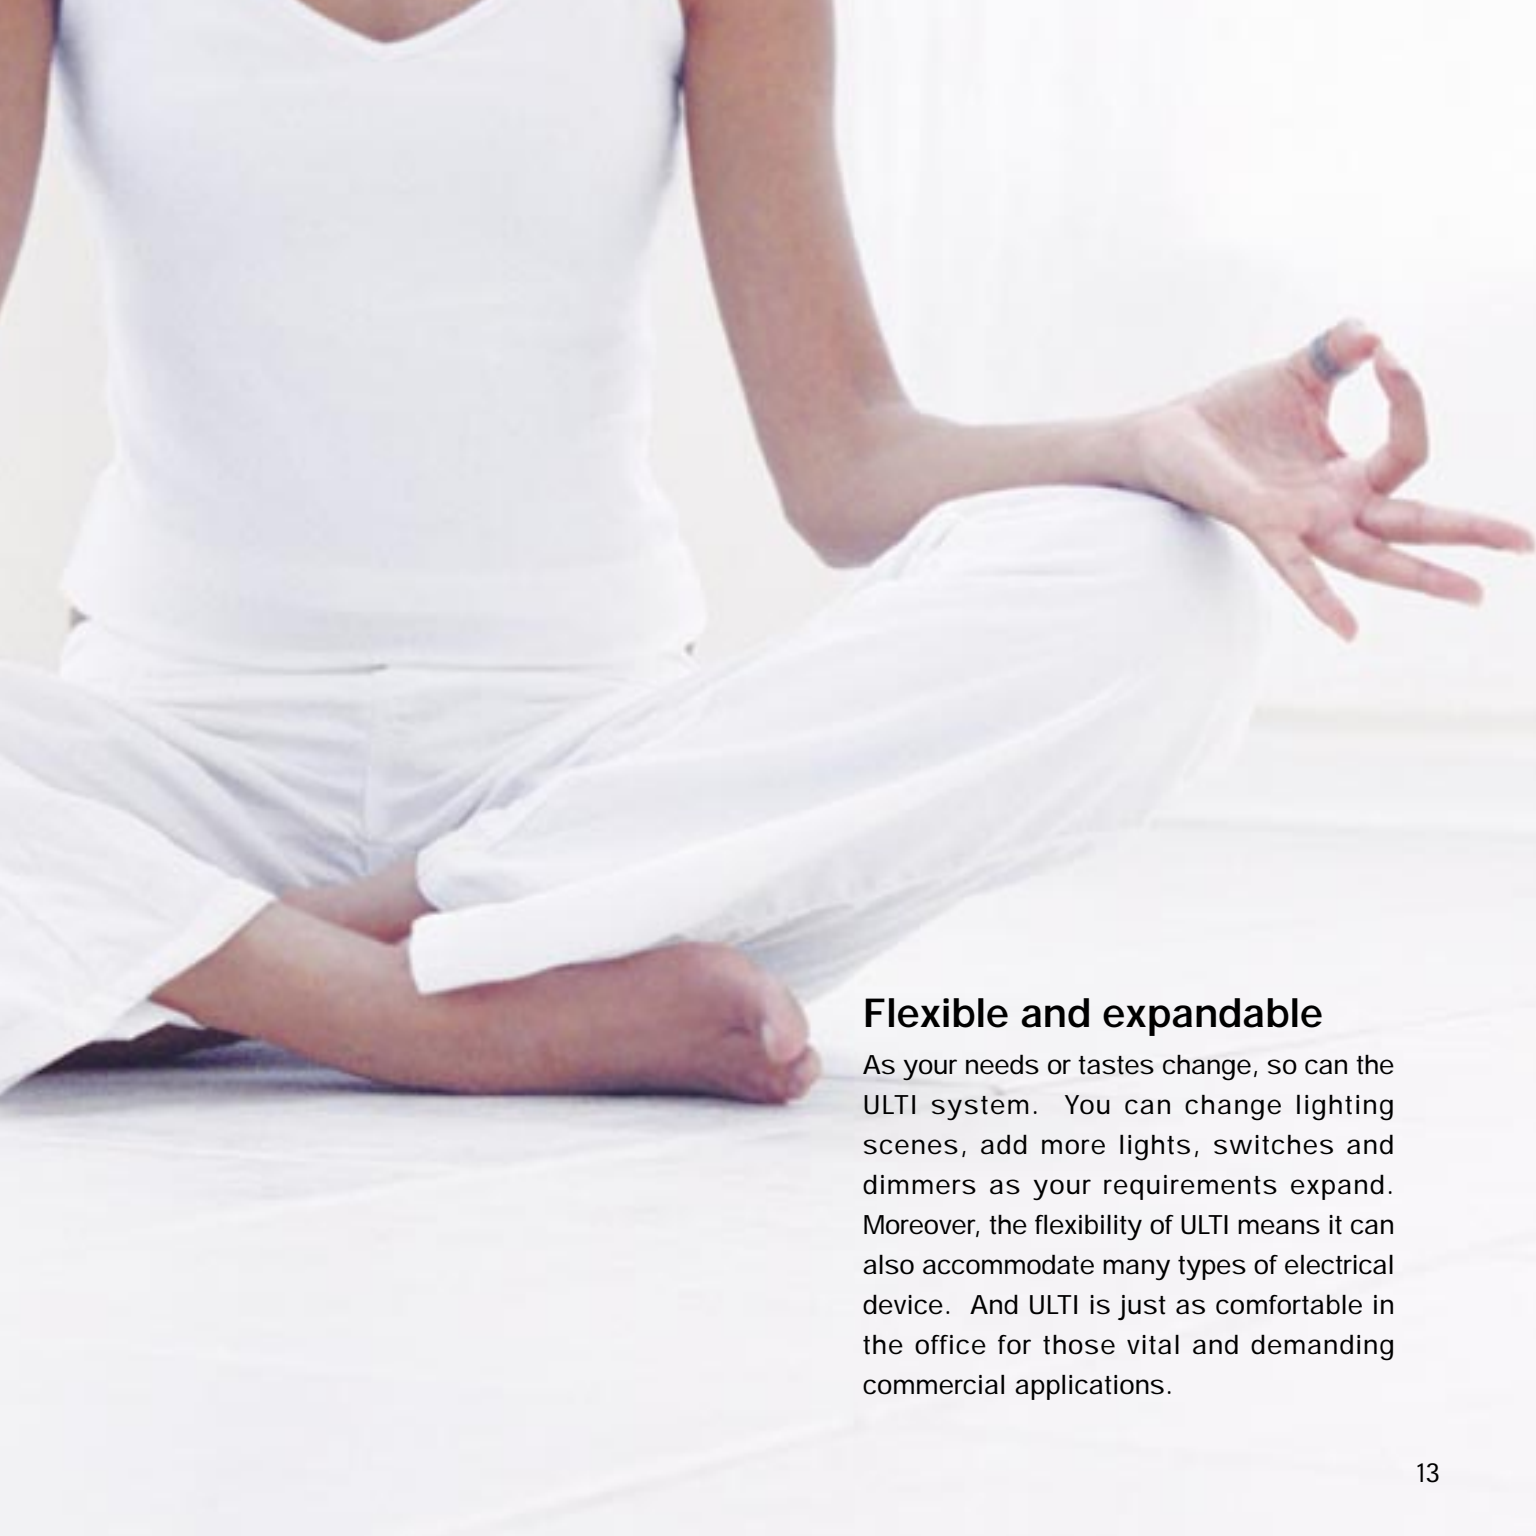 Flexible and expandable
As your needs or tastes change, so can the
ULTI system.  You can change lighting
scenes, add more lights, switches and
dimmers as your requirements expand.
Moreover, the flexibility of ULTI means it can
also accommodate many types of electrical
device.  And ULTI is just as comfortable in
the office for those vital and demanding
commercial applications.
13